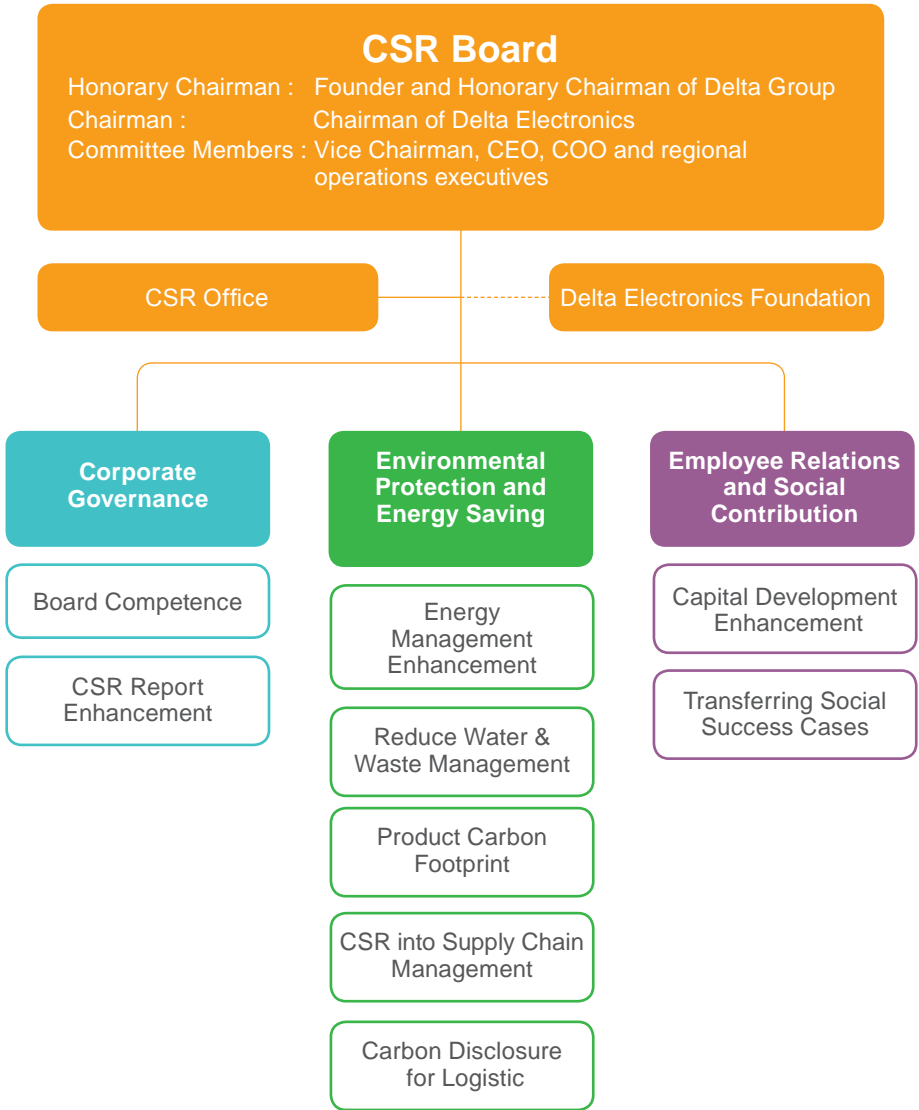 CSR Board
Honorary Chairman : Founder and Honorary Chairman of Delta Group
Chairman : Chairman of Delta Electronics
Committee Members : Vice Chairman, CEO, COO and regional
operations executives
CSR Office
Delta Electronics Foundation
Corporate
Governance
Board Competence
CSR Report
Enhancement
Environmental
Protection and
Energy Saving
Energy
Management
Enhancement
Reduce Water &
Waste Management
Product Carbon
Footprint
CSR into Supply Chain
Management
Carbon Disclosure
for Logistic
Employee Relations
and Social
Contribution
Capital Development
Enhancement
Transferring Social
Success Cases